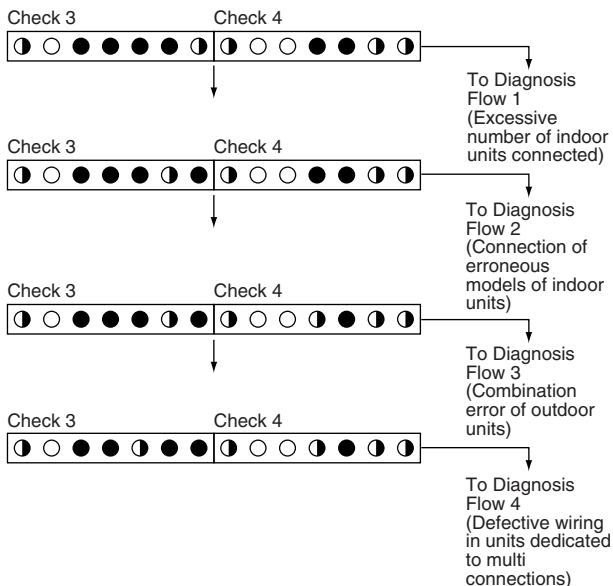 Check 3
Check 4
To Diagnosis
Flow 1
(Excessive
number of indoor
units connected)
Check 3
Check 4
To Diagnosis
Flow 2
(Connection of
erroneous
models of indoor
units)
Check 3
Check 4
To Diagnosis
Flow 3
(Combination
error of outdoor
units)
Check 3
Check 4
To Diagnosis
Flow 4
(Defective wiring
in units dedicated
to multi
connections)